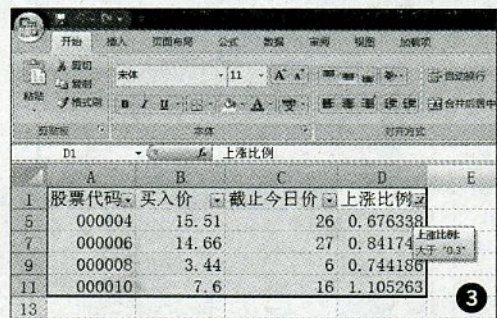 开始 插入 页面布局 公式 数据 审阅 视图 加载项
剪切
复制
格式刷
粘贴
宋体 11
B I U
自动换行
合并后居中
剪贴板 字体 对齐方式
D1 fx 上涨比例
A B C D E
1 股票代码 买入价 截止今日价 上涨比例
5 000004 15.51 26 0.676338
7 000006 14.66 27 0.84174
9 000008 3.44 6 0.744186
11 000010 7.6 16 1.105263
13
上涨比例:
大于 "0.3"
3